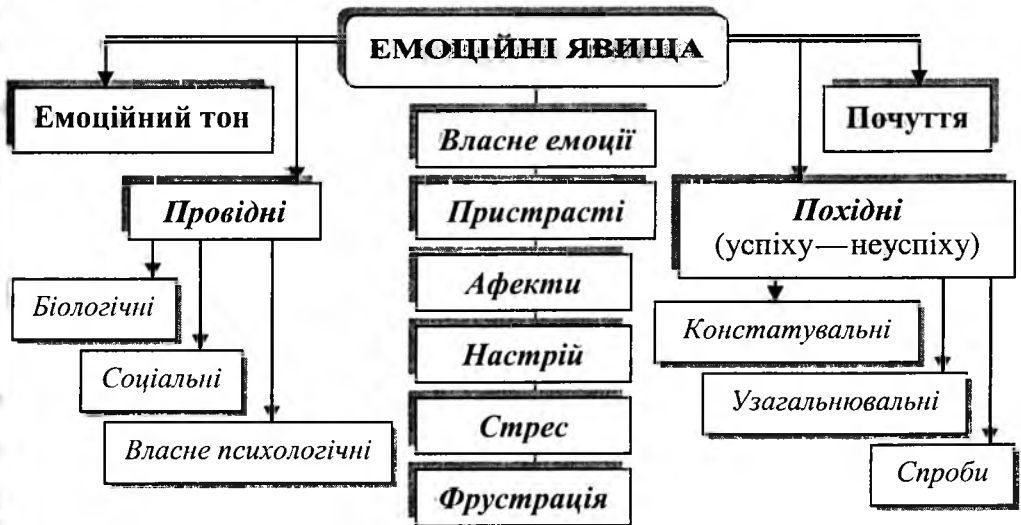 ЕМОЦІЙНІ ЯВИЩА
Емоційний тон
Почуття
Власне емоції
Провідні
Пристрасті
Похідні
(успіху—неуспіху)
Біологічні
Афекти
Констатувальні
Соціальні
Настрій
Узагальнювальні
Власне психологічні
Стрес
Спроби
Фрустрація